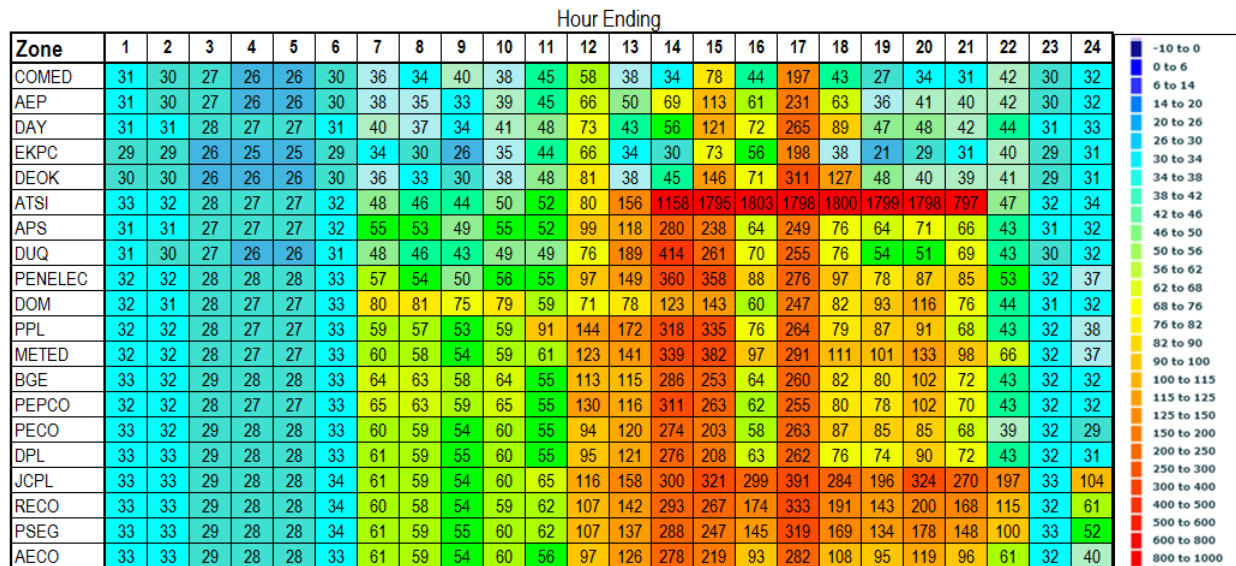 Hour Ending
Zone 1 2 3 4 5 6 7 8 9 10 11 12 13 14 15 16 17 18 19 20 21 22 23 24
COMED 31 30 27 26 26 30 36 34 40 38 45 58 38 34 78 44 197 43 27 34 31 42 30 32
AEP 31 30 27 26 26 30 38 35 33 39 45 66 50 69 113 61 231 63 36 41 40 42 30 32
DAY 31 31 28 27 27 31 40 37 34 41 48 73 43 56 121 72 265 89 47 48 42 44 31 33
EKPC 29 29 26 25 25 29 34 30 26 35 44 66 34 30 73 56 198 38 21 29 31 40 29 31
DEOK 30 30 26 26 26 30 36 33 30 38 48 81 38 45 146 71 311 127 48 40 39 41 29 31
ATSI 33 32 28 28 27 32 48 46 44 50 52 80 156 1158 1795 1803 1798 1800 1799 1798 797 47 32 34
APS 31 31 27 27 27 32 55 53 49 55 52 99 118 280 238 64 249 76 64 71 66 43 31 32
DUQ 31 30 27 26 26 31 48 46 43 49 49 76 189 414 261 70 255 76 54 51 69 43 30 32
PENELEC 32 32 28 28 28 33 57 54 50 56 55 97 149 360 358 88 276 97 78 87 85 53 32 37
DOM 32 31 28 27 27 33 80 81 75 79 59 71 78 123 143 60 247 82 93 116 76 44 31 32
PPL 32 32 28 27 27 33 59 57 53 59 91 144 172 318 335 76 264 79 87 91 68 43 32 38
METED 32 32 28 27 27 33 60 58 54 59 61 123 141 339 382 97 291 111 101 133 98 66 32 37
BGE 33 32 29 28 28 33 64 63 58 64 55 113 115 286 253 64 260 82 80 102 72 43 32 32
PEPCO 32 32 28 27 27 33 65 63 59 65 55 130 116 311 263 62 255 80 78 102 70 43 32 32
PECO 33 32 29 28 28 33 60 59 54 60 55 94 120 274 203 58 263 87 85 85 68 39 32 29
DPL 33 33 29 28 28 33 61 59 55 60 55 95 121 276 208 63 262 76 74 90 72 43 32 31
JCPL 33 33 29 28 28 34 61 59 54 60 65 116 158 300 321 299 391 284 196 324 270 197 33 104
RECO 33 33 29 28 28 34 60 58 54 59 62 107 142 293 267 174 333 191 143 200 168 115 32 61
PSEG 33 33 29 28 28 34 61 59 55 60 62 107 137 288 247 145 319 169 134 178 148 100 33 52
AECO 33 33 29 28 28 33 61 59 54 60 56 97 126 278 219 93 282 108 95 119 96 61 32 40
-10 to 0
0 to 6
6 to 14
14 to 20
20 to 26
26 to 30
30 to 34
34 to 38
38 to 42
42 to 46
46 to 50
50 to 56
56 to 62
62 to 68
68 to 76
76 to 82
82 to 90
90 to 100
100 to 115
115 to 125
125 to 150
150 to 200
200 to 250
250 to 300
300 to 400
400 to 500
500 to 600
600 to 800
800 to 1000